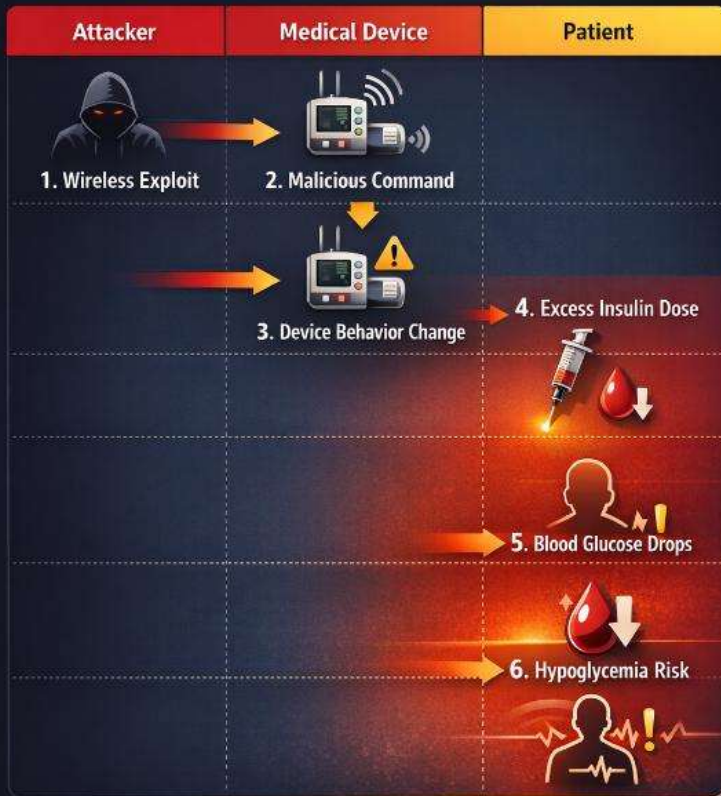 Attacker
Medical Device
Patient
1. Wireless Exploit
2. Malicious Command
3. Device Behavior Change
4. Excess Insulin Dose
5. Blood Glucose Drops
6. Hypoglycemia Risk